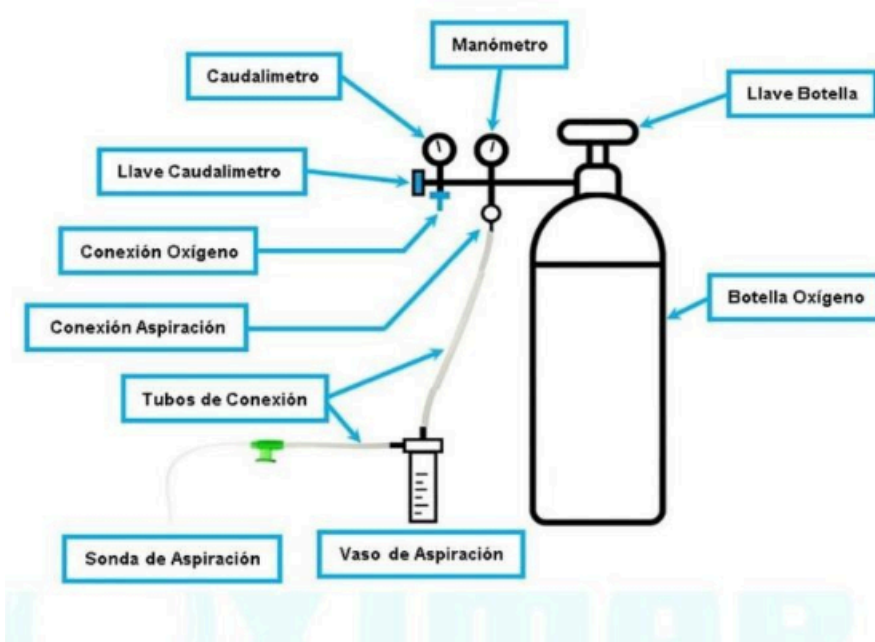 Manómetro
Caudalimetro
Llave Botella
Llave Caudalimetro
Conexión Oxígeno
Botella Oxígeno
Conexión Aspiración
Tubos de Conexión
Sonda de Aspiración
Vaso de Aspiración